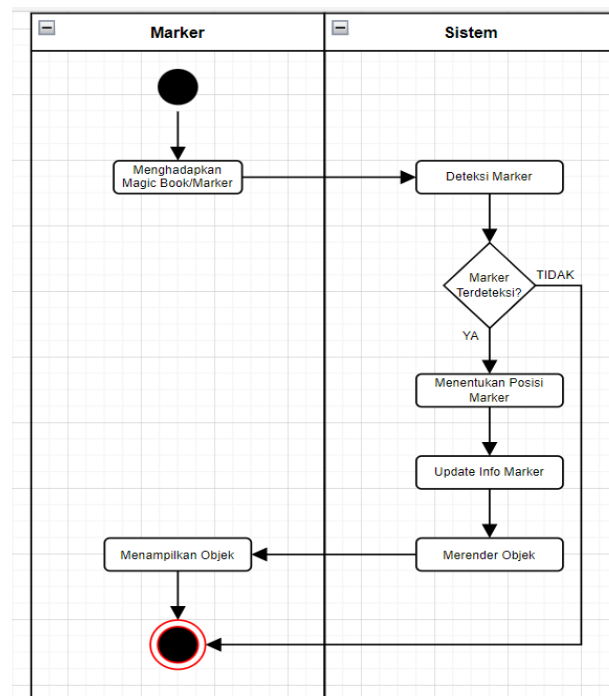 Marker
Sistem
Menghadapkan
Magic Book/Marker
Deteksi Marker
Marker
Terdeteksi?
TIDAK
YA
Menentukan Posisi
Marker
Update Info Marker
Menampilkan Objek
Merender Objek